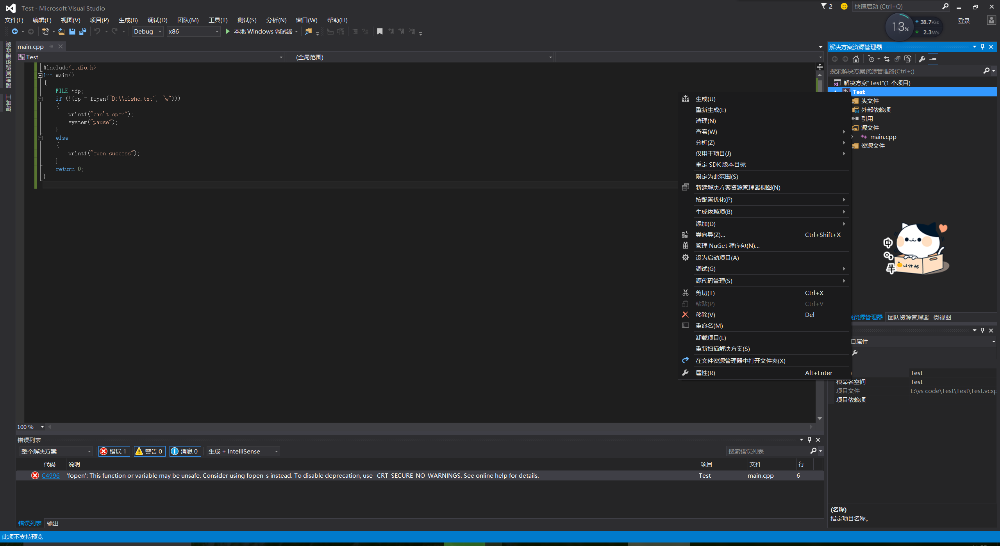 Test - Microsoft Visual Studio
2
快速启动 (Ctrl+Q)
文件(F) 编辑(E) 视图(V) 项目(P) 生成(B) 调试(D) 团队(M) 工具(T) 测试(S) 分析(N) 窗口(W) 帮助(H)
登录
13%
38.7K/s
2.3M/s
Debug x86 本地 Windows 调试器
服务器资源管理器
工具箱
main.cpp
Test (全局范围)
#include<stdio.h>
int main()
{
FILE *fp;
if (!(fp = fopen("D:\\fishc.txt", "w")))
{
printf("can't open");
system("pause");
}
else
{
printf("open success");
}
return 0;
}
100 %
解决方案资源管理器
搜索解决方案资源管理器(Ctrl+;)
解决方案"Test"(1 个项目)
Test
头文件
外部依赖项
引用
源文件
main.cpp
资源文件
生成(U)
重新生成(E)
清理(N)
查看(W)
分析(Z)
仅用于项目(J)
重定 SDK 版本目标
限定为此范围(S)
新建解决方案资源管理器视图(N)
按配置优化(P)
生成依赖项(B)
添加(D)
类向导(Z)... Ctrl+Shift+X
管理 NuGet 程序包(N)...
设为启动项目(A)
调试(G)
源代码管理(S)
剪切(T) Ctrl+X
粘贴(P) Ctrl+V
移除(V) Del
重命名(M)
卸载项目(L)
重新扫描解决方案(S)
在文件资源管理器中打开文件夹(X)
属性(R) Alt+Enter
中
半
资源管理器 团队资源管理器 类视图
目属性
Test
根命名空间 Test
项目文件 E:\vs code\Test\Test\Test.vcxp
项目依赖项
(名称)
指定项目名称。
错误列表
整个解决方案 错误 1 警告 0 消息 0 生成 + IntelliSense 搜索错误列表
代码 说明 项目 文件 行
C4996 'fopen': This function or variable may be unsafe. Consider using fopen_s instead. To disable deprecation, use _CRT_SECURE_NO_WARNINGS. See online help for details. Test main.cpp 6
错误列表 输出
此项不支持预览